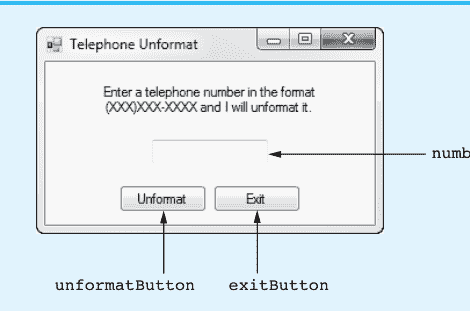 Telephone Unformat
Enter a telephone number in the format
(XXX)XXX-XXXX and I will unformat it.
numb
Unformat
Exit
unformatButton
exitButton